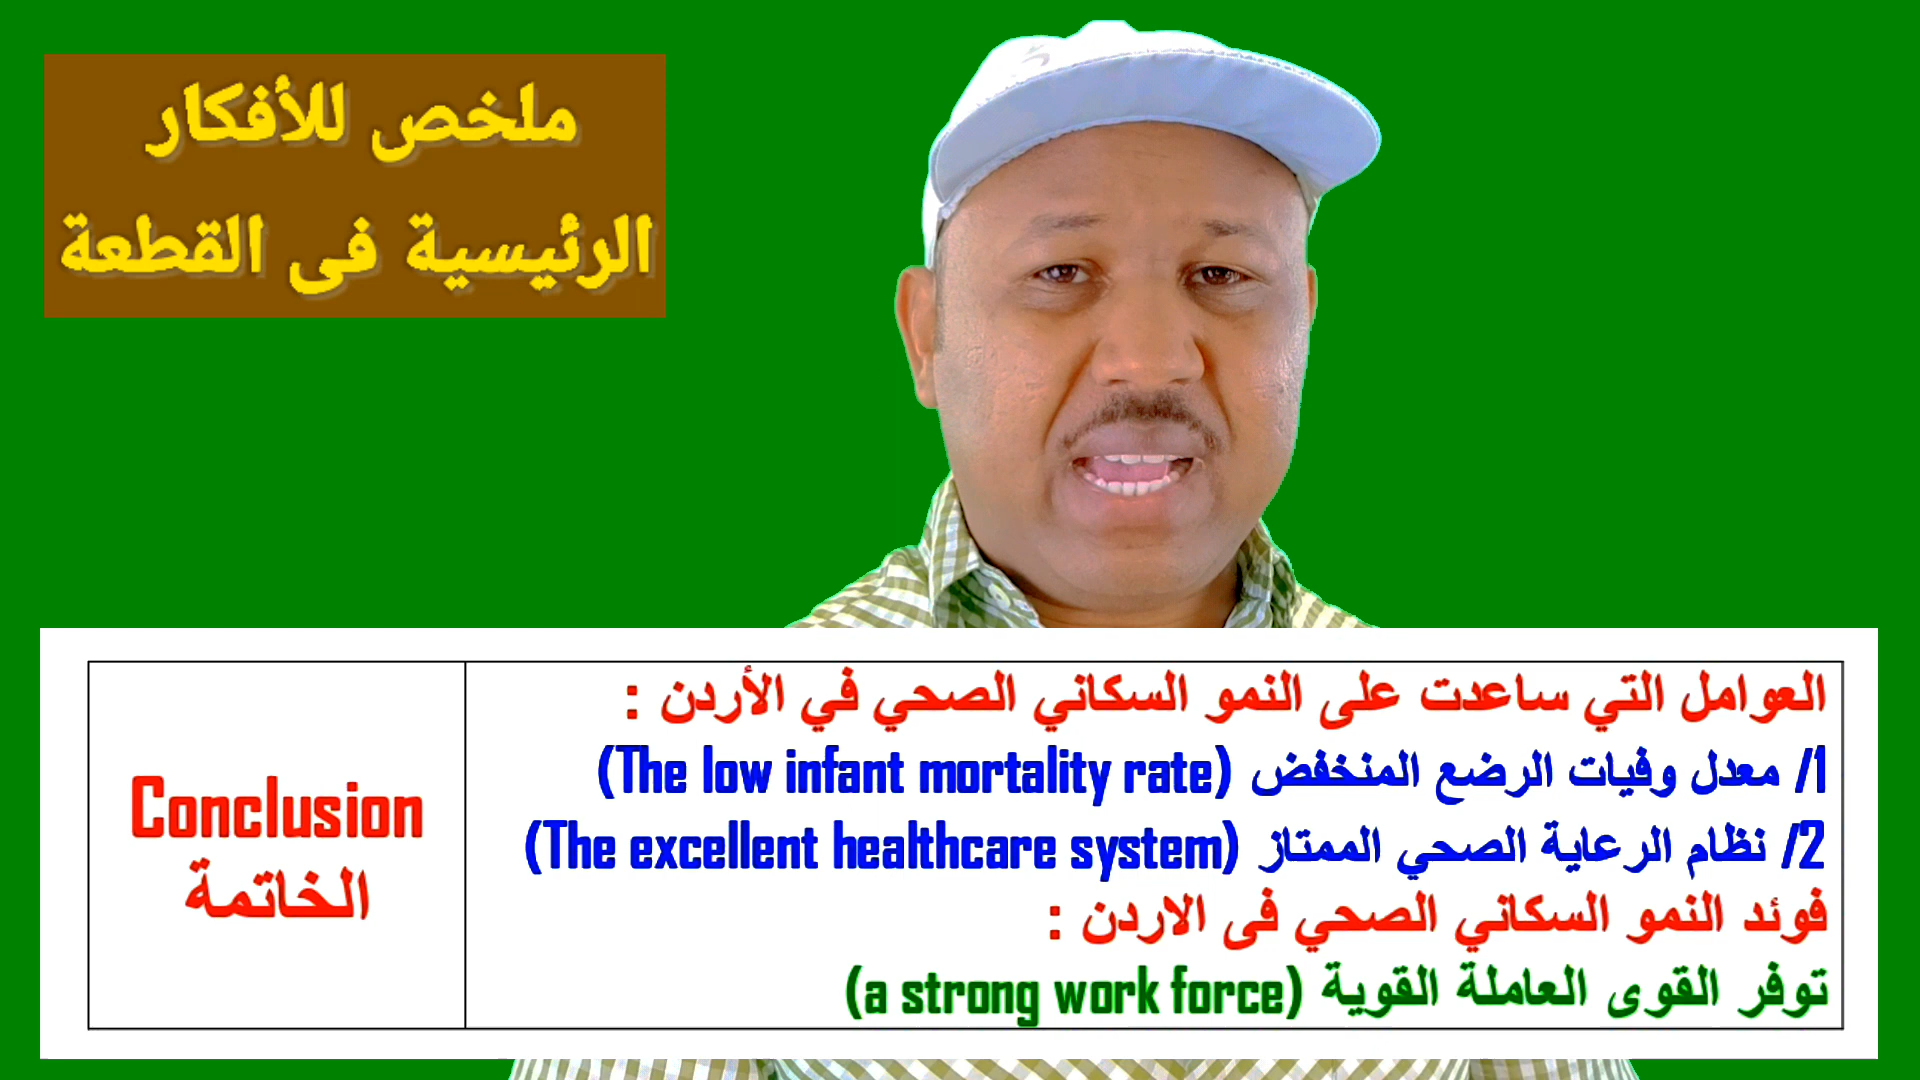 ملخص للأفكار
الرئيسية فى القطعة
العوامل التي ساعدت على النمو السكاني الصحي في الأردن :
1/ معدل وفيات الرضع المنخفض (The low infant mortality rate)
2/ نظام الرعاية الصحي الممتاز (The excellent healthcare system)
فوئد النمو السكاني الصحي فى الاردن :
توفر القوى العاملة القوية (a strong work force)
Conclusion
الخاتمة